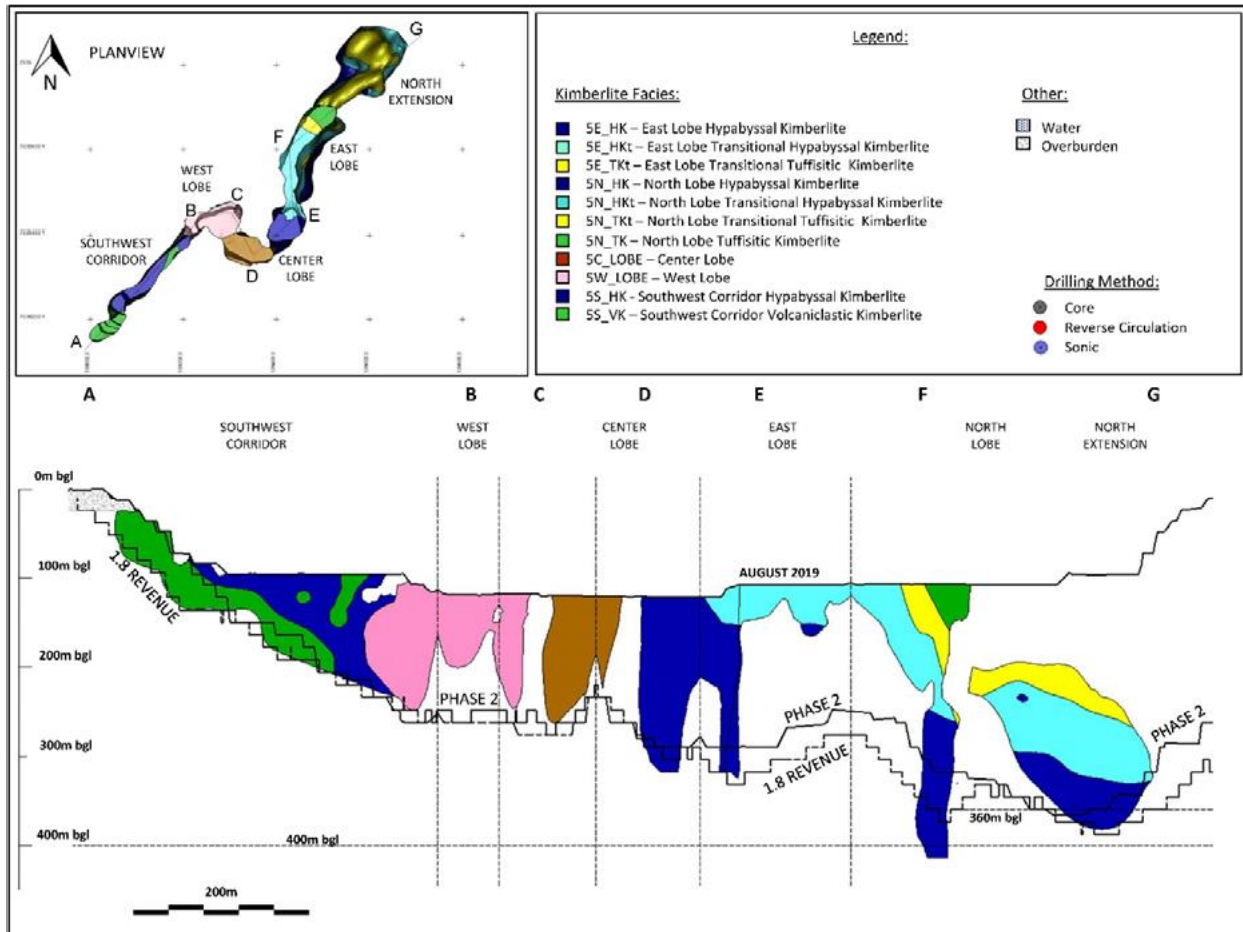 PLANVIEW
N
G
NORTH
EXTENSION
F
EAST
LOBE
WEST
LOBE
C
B
E
SOUTHWEST
CORRIDOR
CENTER
LOBE
D
A
Legend:
Kimberlite Facies:
5E_HK – East Lobe Hypabyssal Kimberlite
5E_HKt – East Lobe Transitional Hypabyssal Kimberlite
5E_TKt – East Lobe Transitional Tuffisitic Kimberlite
5N_HK – North Lobe Hypabyssal Kimberlite
5N_HKt – North Lobe Transitional Hypabyssal Kimberlite
5N_TKt – North Lobe Transitional Tuffisitic Kimberlite
5N_TK – North Lobe Tuffisitic Kimberlite
5C_LOBE – Center Lobe
5W_LOBE – West Lobe
5S_HK - Southwest Corridor Hypabyssal Kimberlite
5S_VK – Southwest Corridor Volcaniclastic Kimberlite
Other:
Water
Overburden
Drilling Method:
Core
Reverse Circulation
Sonic
A B C D E F G
SOUTHWEST
CORRIDOR
WEST
LOBE
CENTER
LOBE
EAST
LOBE
NORTH
LOBE
NORTH
EXTENSION
0m bgl
100m bgl
200m bgl
300m bgl
400m bgl
1.8 REVENUE
AUGUST 2019
PHASE 2
PHASE 2
1.8 REVENUE
PHASE 2
360m bgl
400m bgl
200m